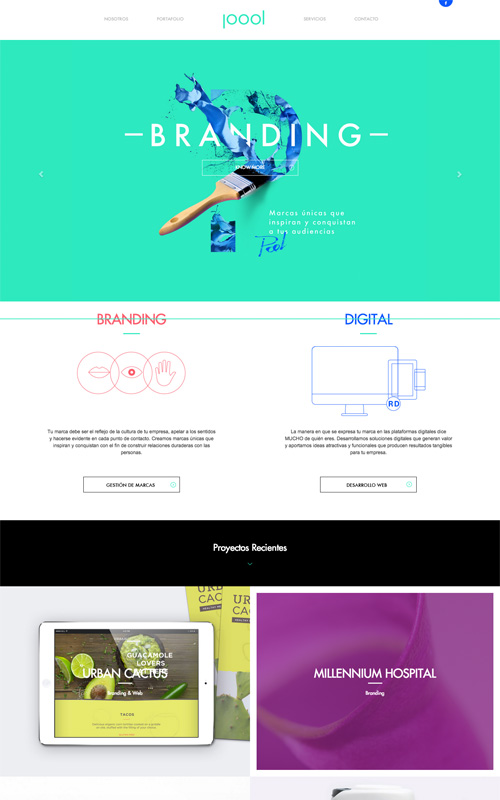 NOSOTROS
PORTAFOLIO
pool
SERVICIOS
CONTACTO
f
BRANDING
KNOW MORE
Marcas únicas que
inspiran y conquistan
a tus audiencias
Pool
BRANDING
Tu marca debe ser el reflejo de la cultura de tu empresa, apelar a los sentidos
y hacerse evidente en cada punto de contacto. Creamos marcas únicas que
inspiran y conquistan con el fin de construir relaciones duraderas con las
personas.
GESTIÓN DE MARCAS
DIGITAL
RD
La manera en que se expresa tu marca en las plataformas digitales dice
MUCHO de quién eres. Desarrollamos soluciones digitales que generan valor
y aportamos ideas atractivas y funcionales que producen resultados tangibles
para tu empresa.
DESARROLLO WEB
Proyectos Recientes
URBAN
CACTUS
GUACAMOLE
LOVERS
URBAN CACTUS
Branding & Web
TACOS
MILLENNIUM HOSPITAL
Branding